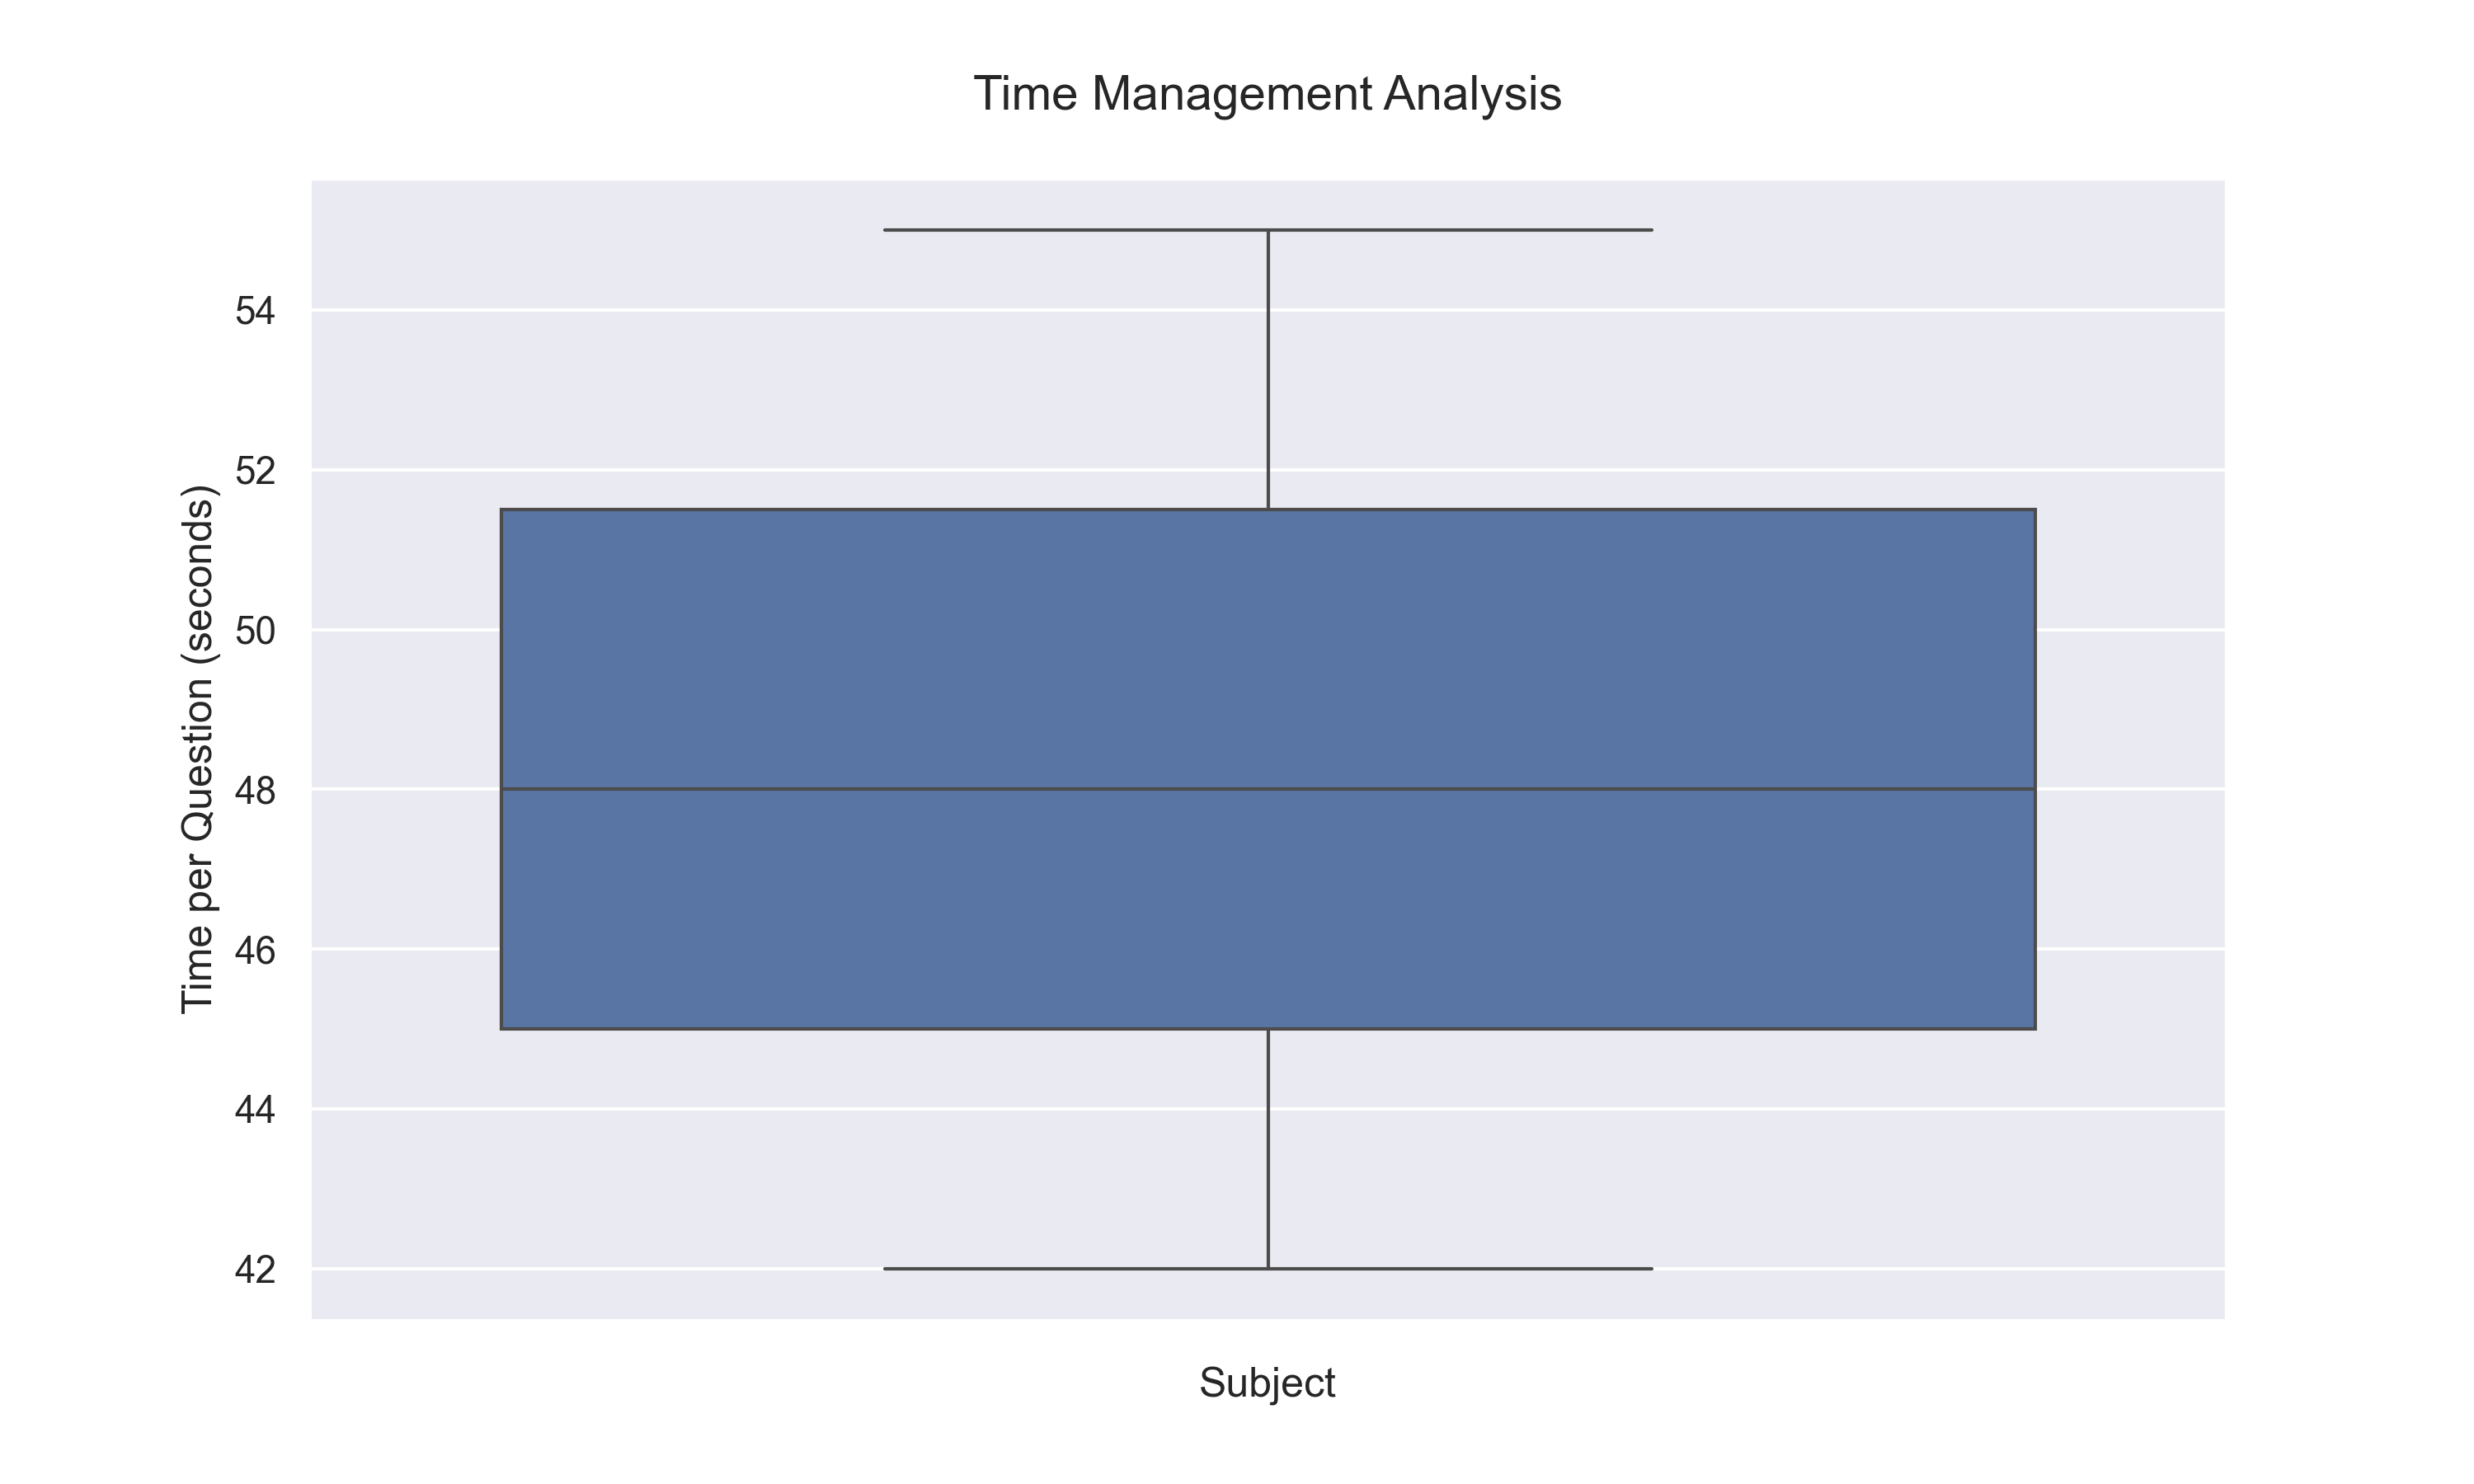 Time Management Analysis
Time per Question (seconds)
54
52
50
48
46
44
42
Subject